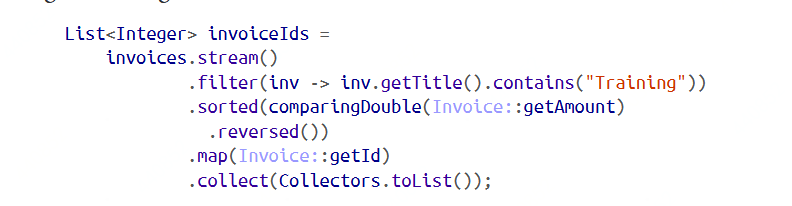 List<Integer> invoiceIds =
invoices.stream()
.filter(inv -> inv.getTitle().contains("Training"))
.sorted(comparingDouble(Invoice::getAmount)
.reversed())
.map(Invoice::getId)
.collect(Collectors.toList());